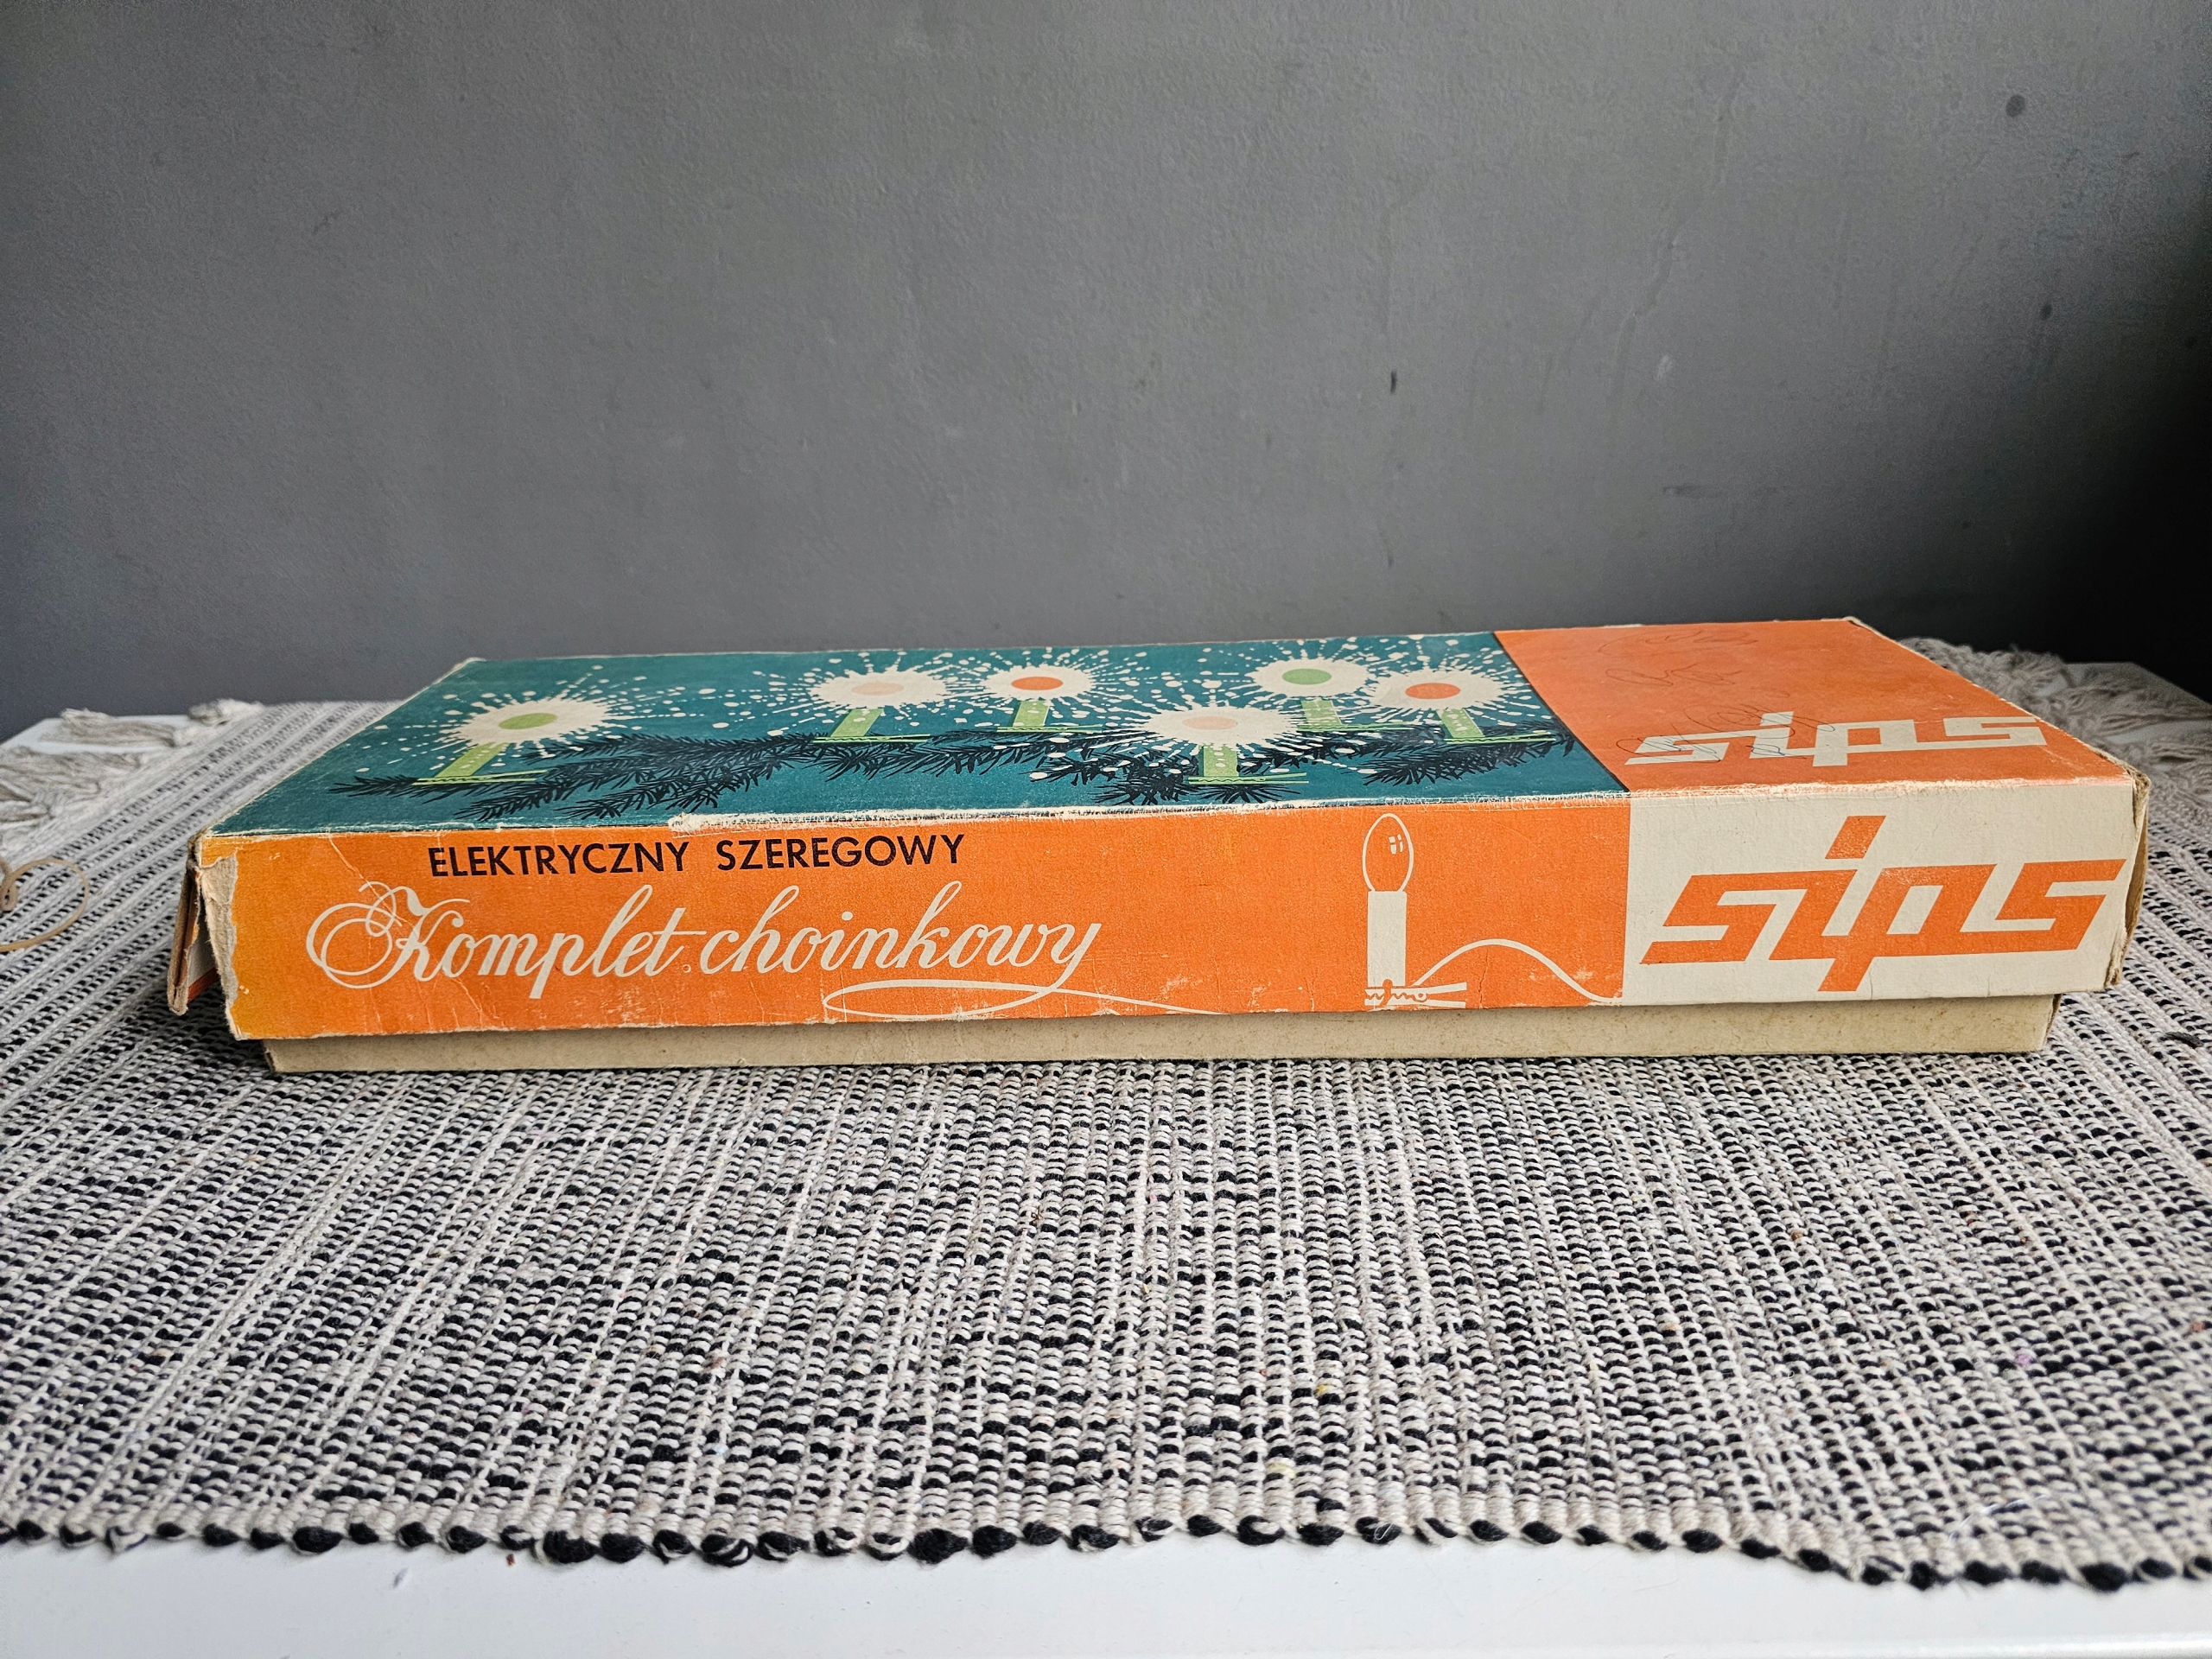 sips
ELEKTRYCZNY SZEREGOWY
Komplet choinkowy
sips